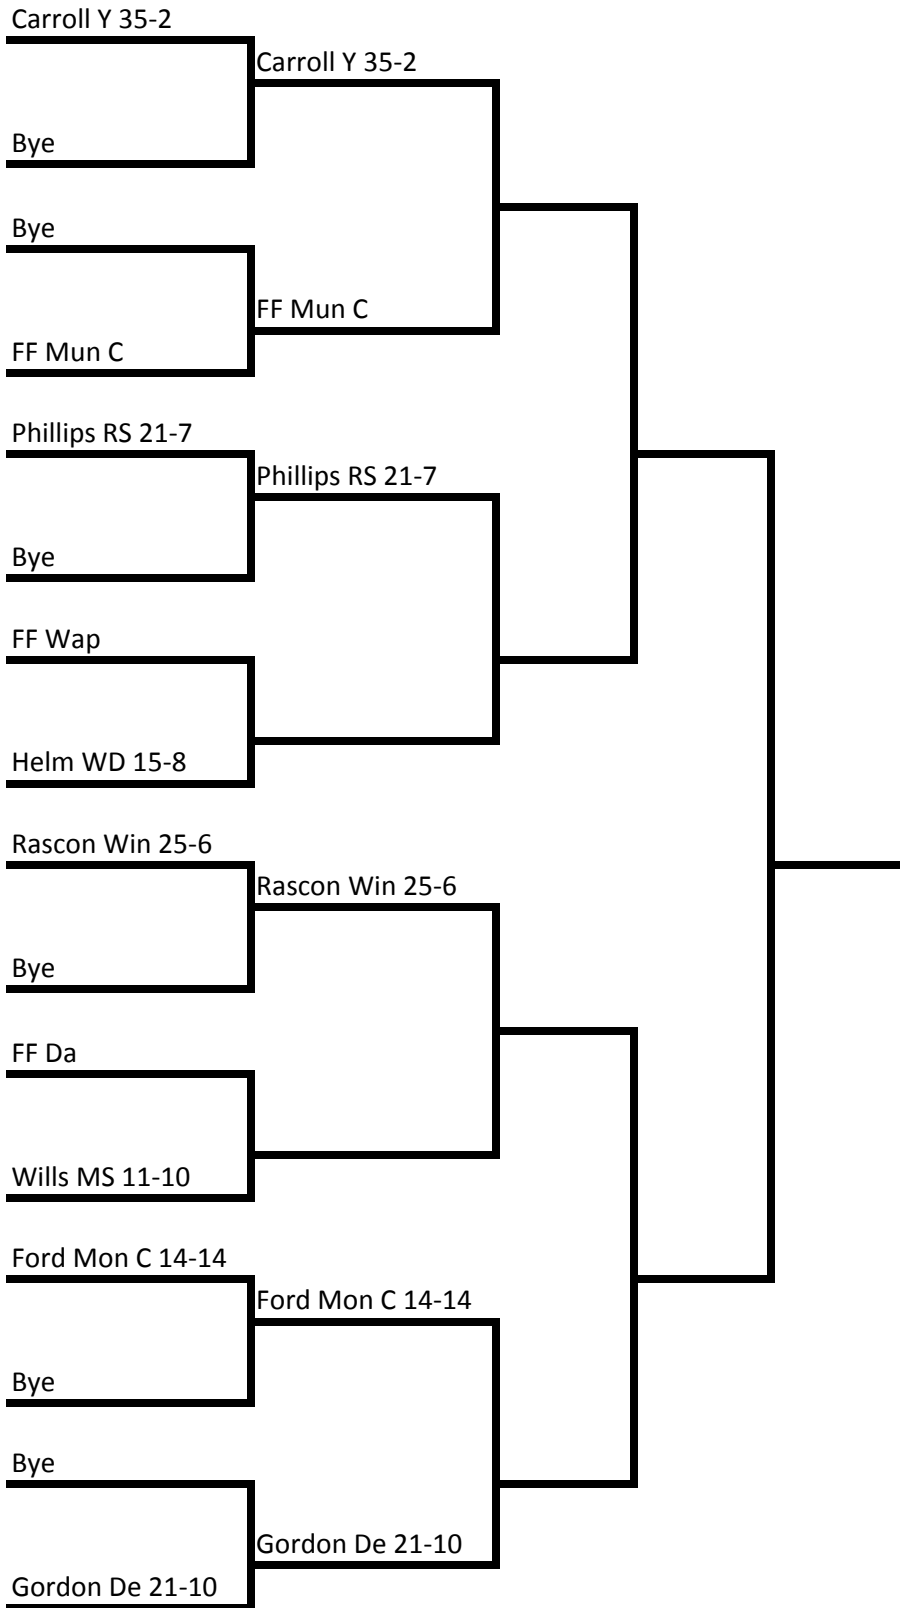 Carroll Y 35-2
Carroll Y 35-2
Bye
Bye
FF Mun C
FF Mun C
Phillips RS 21-7
Phillips RS 21-7
Bye
FF Wap
Helm WD 15-8
Rascon Win 25-6
Rascon Win 25-6
Bye
FF Da
Wills MS 11-10
Ford Mon C 14-14
Ford Mon C 14-14
Bye
Bye
Gordon De 21-10
Gordon De 21-10